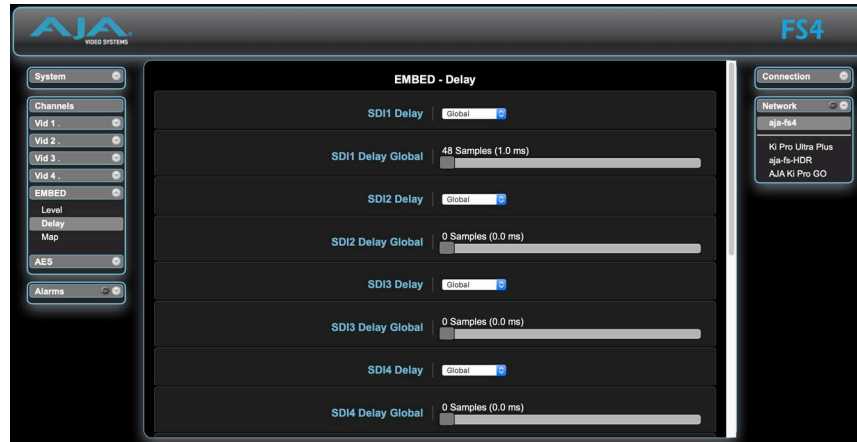 AJA
VIDEO SYSTEMS
FS4
System
Channels
Vid 1 .
Vid 2 .
Vid 3 .
Vid 4 .
EMBED
Level
Delay
Map
AES
Alarms
EMBED - Delay
SDI1 Delay Global
SDI1 Delay Global 48 Samples (1.0 ms)
SDI2 Delay Global
SDI2 Delay Global 0 Samples (0.0 ms)
SDI3 Delay Global
SDI3 Delay Global 0 Samples (0.0 ms)
SDI4 Delay Global
SDI4 Delay Global 0 Samples (0.0 ms)
Connection
Network
aja-fs4
Ki Pro Ultra Plus
aja-fs-HDR
AJA Ki Pro GO